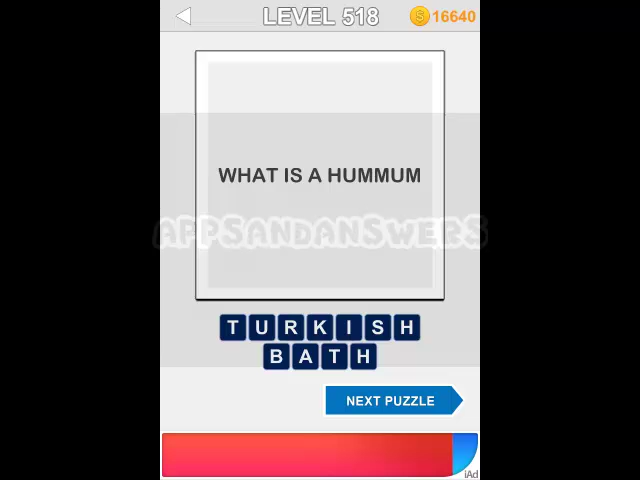 LEVEL 518
16640
WHAT IS A HUMMUM
APPSANDANSWERS
TURKISH
BATH
NEXT PUZZLE
iAd